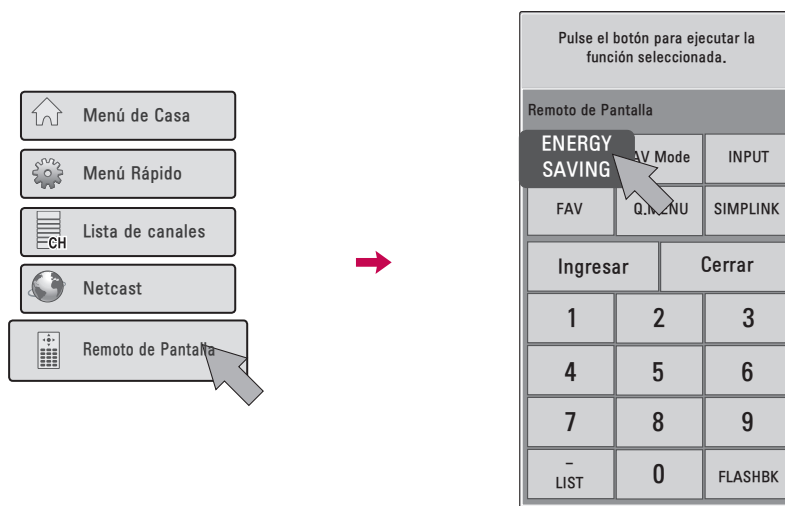 Menú de Casa
Menú Rápido
CH
Lista de canales
Netcast
Remoto de Pantalla
Pulse el botón para ejecutar la
función seleccionada.
Remoto de Pantalla
ENERGY
SAVING
AV Mode
INPUT
FAV
Q.MENU
SIMPLINK
Ingresar
Cerrar
1
2
3
4
5
6
7
8
9
–
LIST
0
FLASHBK